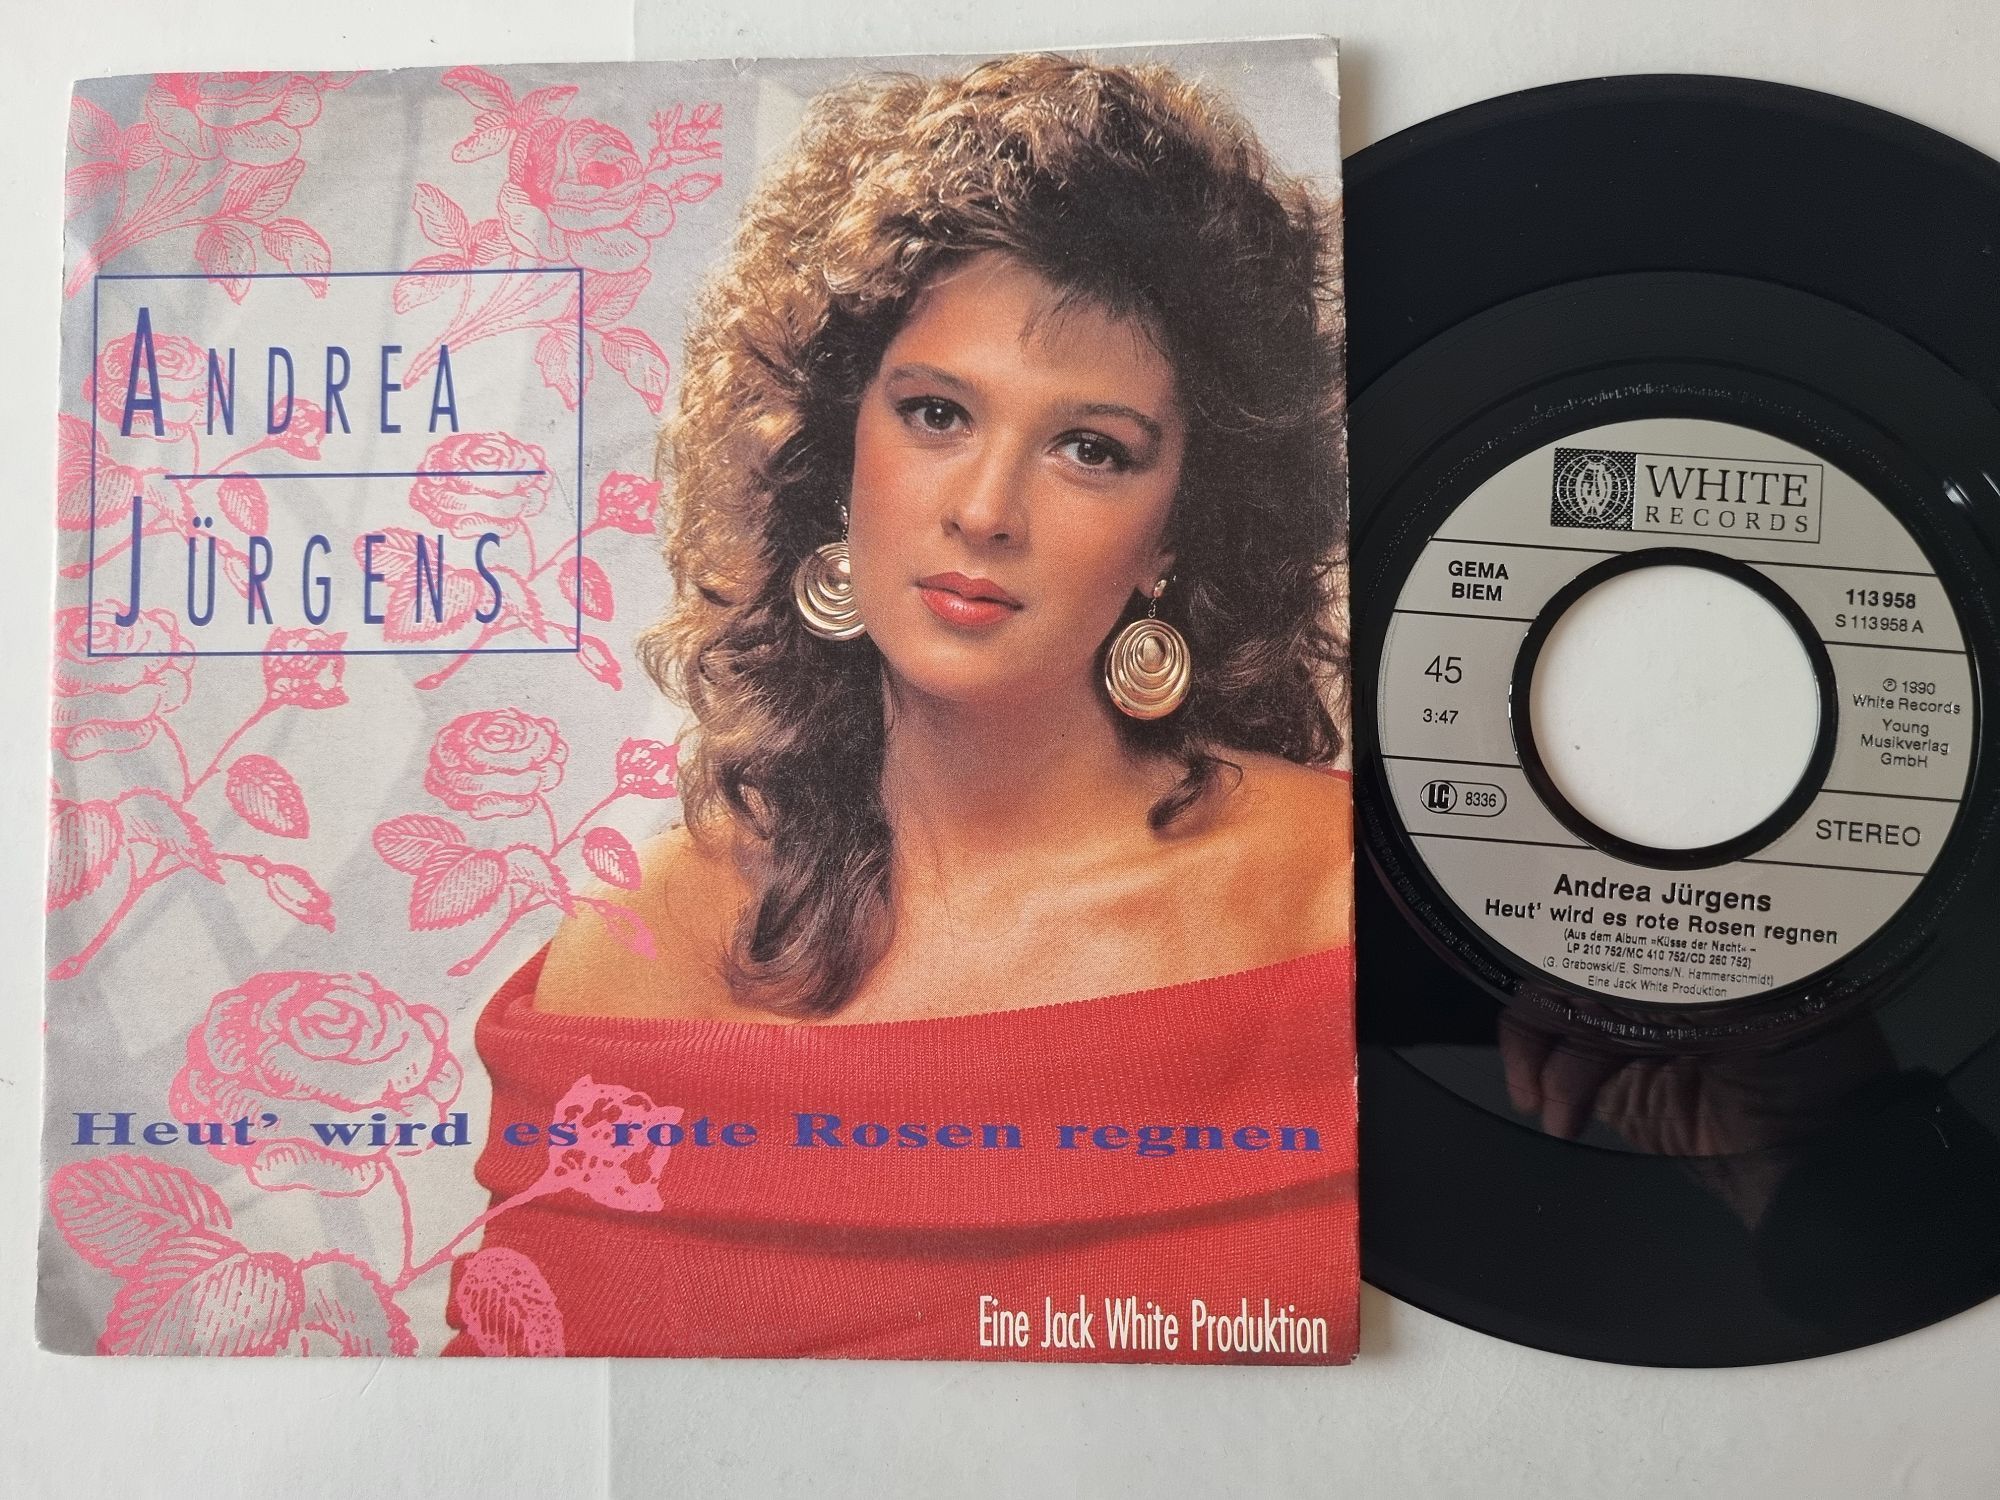 ANDREA
JÜRGENS
Heut' wird es rote Rosen regnen
Eine Jack White Produktion
WHITE
RECORDS
GEMA
BIEM
113 958
S 113 958 A
45
3:47
℗ 1990
White Records
Young
Musikverlag
GmbH
LC 8336
STEREO
Andrea Jürgens
Heut' wird es rote Rosen regnen
(Aus dem Album »Küsse der Nacht« –
LP 210 752/MC 410 752/CD 260 752)
(G. Grabowski/E. Simons/N. Hammerschmidt)
Eine Jack White Produktion